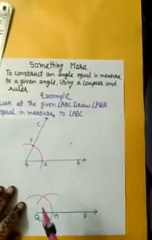 Something More
To construct an angle equal in measure
to a given angle, Using a compass and
ruler
Example
Look at the given ∠ABC. Draw ∠PQR
equal in measure to ∠ABC
C
Y
B
X
Q
M